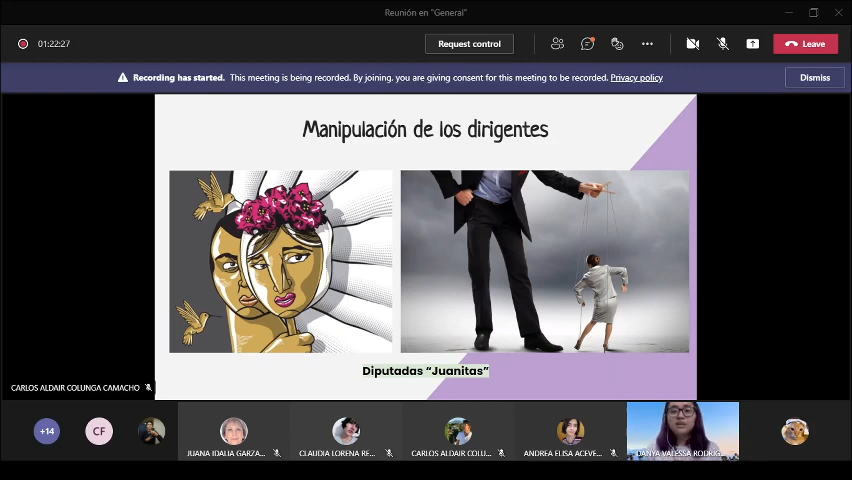 Reunión en "General"
01:22:27
Request control
Leave
Recording has started. This meeting is being recorded. By joining, you are giving consent for this meeting to be recorded. Privacy policy
Dismiss
Manipulación de los dirigentes
Diputadas “Juanitas”
CARLOS ALDAIR COLUNGA CAMACHO
+14
CF
JUANA IDALIA GARZA...
CLAUDIA LORENA RE...
CARLOS ALDAIR COLU...
ANDREA ELISA ACEVE...
DANYA VALESSA RODRIG...